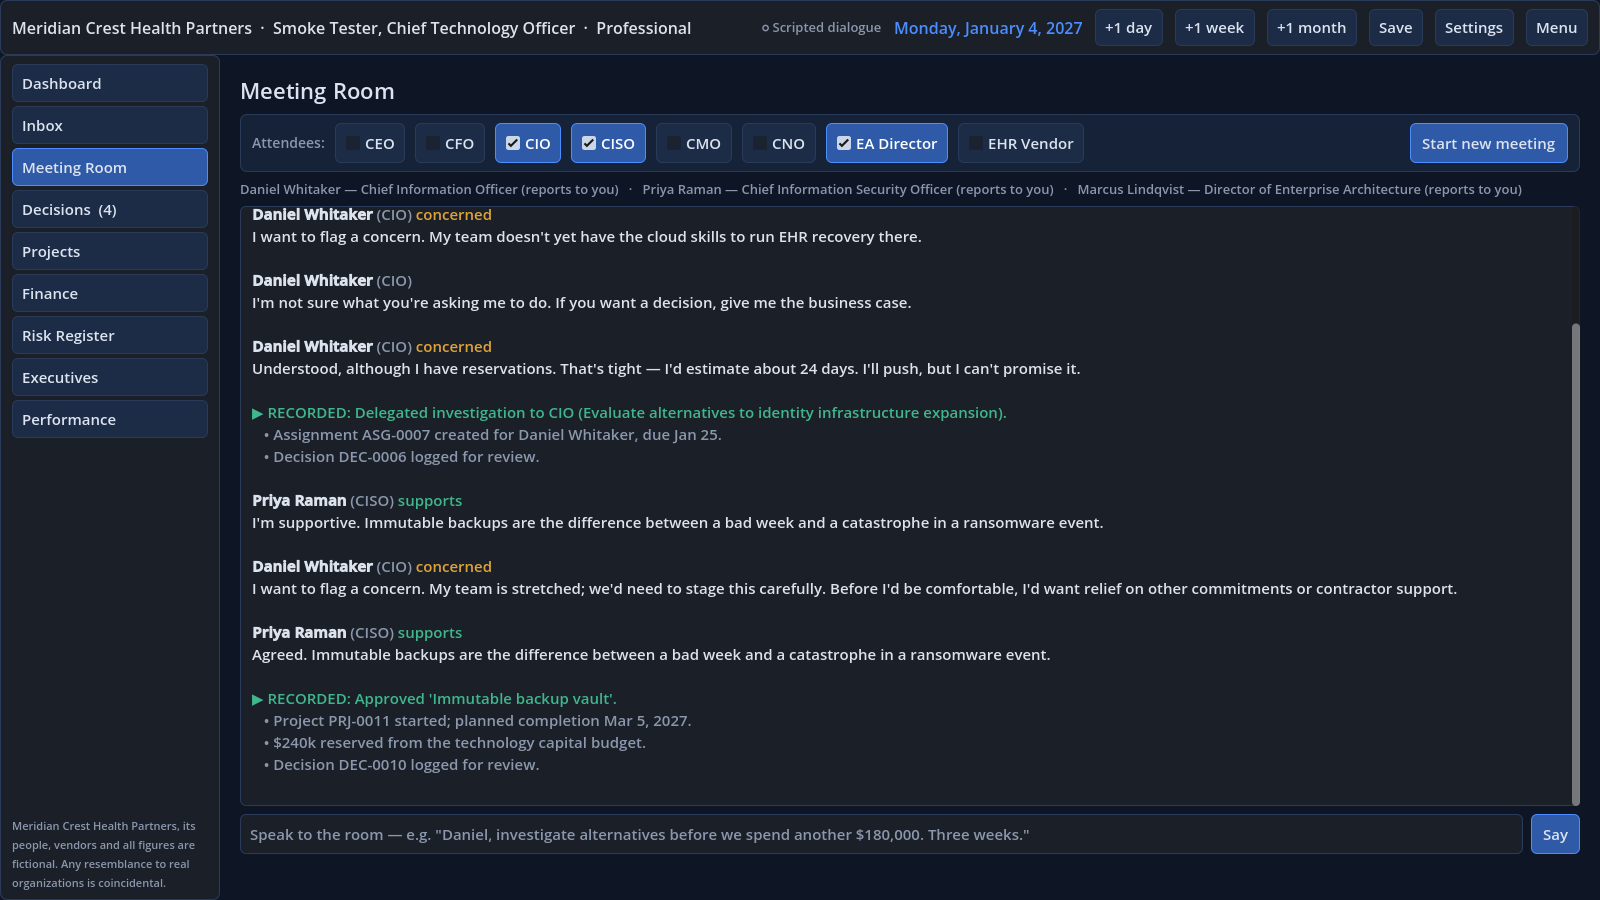 Meridian Crest Health Partners · Smoke Tester, Chief Technology Officer · Professional
Scripted dialogue
Monday, January 4, 2027
+1 day
+1 week
+1 month
Save
Settings
Menu
Dashboard
Inbox
Meeting Room
Decisions (4)
Projects
Finance
Risk Register
Executives
Performance
Meridian Crest Health Partners, its
people, vendors and all figures are
fictional. Any resemblance to real
organizations is coincidental.
Meeting Room
Attendees:
CEO
CFO
CIO
CISO
CMO
CNO
EA Director
EHR Vendor
Start new meeting
Daniel Whitaker — Chief Information Officer (reports to you) · Priya Raman — Chief Information Security Officer (reports to you) · Marcus Lindqvist — Director of Enterprise Architecture (reports to you)
Daniel Whitaker (CIO) concerned
I want to flag a concern. My team doesn't yet have the cloud skills to run EHR recovery there.
Daniel Whitaker (CIO)
I'm not sure what you're asking me to do. If you want a decision, give me the business case.
Daniel Whitaker (CIO) concerned
Understood, although I have reservations. That's tight — I'd estimate about 24 days. I'll push, but I can't promise it.
▶ RECORDED: Delegated investigation to CIO (Evaluate alternatives to identity infrastructure expansion).
• Assignment ASG-0007 created for Daniel Whitaker, due Jan 25.
• Decision DEC-0006 logged for review.
Priya Raman (CISO) supports
I'm supportive. Immutable backups are the difference between a bad week and a catastrophe in a ransomware event.
Daniel Whitaker (CIO) concerned
I want to flag a concern. My team is stretched; we'd need to stage this carefully. Before I'd be comfortable, I'd want relief on other commitments or contractor support.
Priya Raman (CISO) supports
Agreed. Immutable backups are the difference between a bad week and a catastrophe in a ransomware event.
▶ RECORDED: Approved 'Immutable backup vault'.
• Project PRJ-0011 started; planned completion Mar 5, 2027.
• $240k reserved from the technology capital budget.
• Decision DEC-0010 logged for review.
Speak to the room — e.g. "Daniel, investigate alternatives before we spend another $180,000. Three weeks."
Say